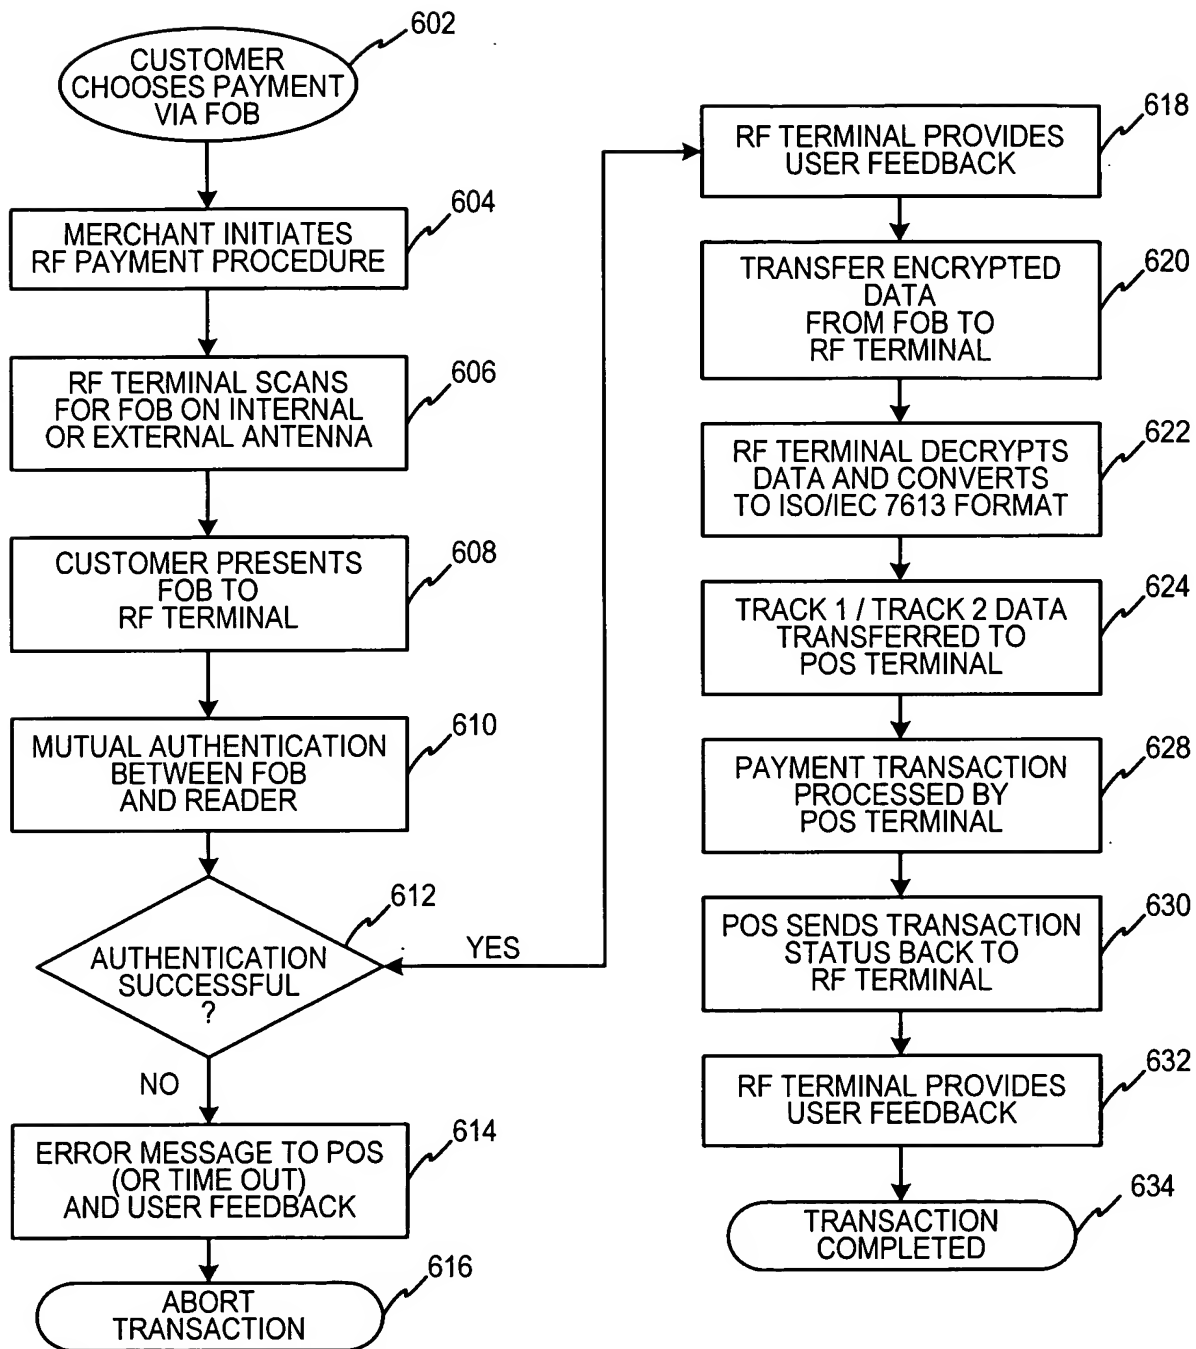 602
CUSTOMER
CHOOSES PAYMENT
VIA FOB
604
MERCHANT INITIATES
RF PAYMENT PROCEDURE
606
RF TERMINAL SCANS
FOR FOB ON INTERNAL
OR EXTERNAL ANTENNA
608
CUSTOMER PRESENTS
FOB TO
RF TERMINAL
610
MUTUAL AUTHENTICATION
BETWEEN FOB
AND READER
612
AUTHENTICATION
SUCCESSFUL
?
YES
NO
614
ERROR MESSAGE TO POS
(OR TIME OUT)
AND USER FEEDBACK
616
ABORT
TRANSACTION
618
RF TERMINAL PROVIDES
USER FEEDBACK
620
TRANSFER ENCRYPTED
DATA
FROM FOB TO
RF TERMINAL
622
RF TERMINAL DECRYPTS
DATA AND CONVERTS
TO ISO/IEC 7613 FORMAT
624
TRACK 1 / TRACK 2 DATA
TRANSFERRED TO
POS TERMINAL
628
PAYMENT TRANSACTION
PROCESSED BY
POS TERMINAL
630
POS SENDS TRANSACTION
STATUS BACK TO
RF TERMINAL
632
RF TERMINAL PROVIDES
USER FEEDBACK
634
TRANSACTION
COMPLETED